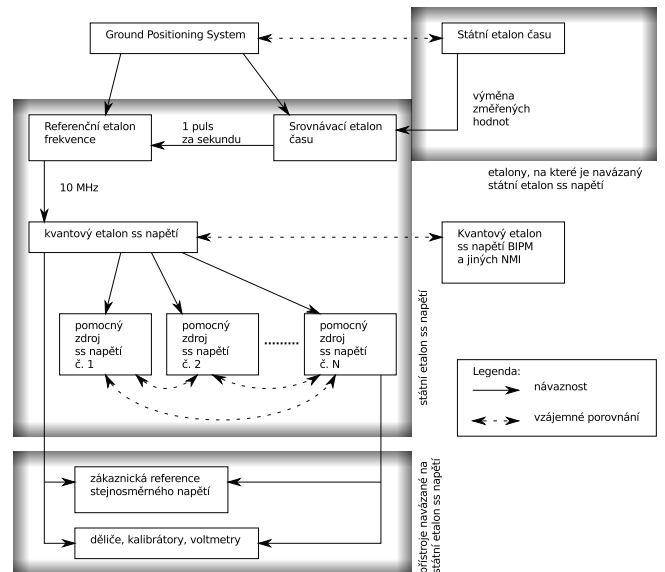 Ground Positioning System
Státní etalon času
výměna
změřených
hodnot
Referenční etalon
frekvence
1 puls
za sekundu
Srovnávací etalon
času
etalony, na které je navázaný
státní etalon ss napětí
10 MHz
kvantový etalon ss napětí
Kvantový etalon
ss napětí BIPM
a jiných NMI
pomocný
zdroj
ss napětí
č. 1
pomocný
zdroj
ss napětí
č. 2
pomocný
zdroj
ss napětí
č. N
státní etalon ss napětí
Legenda:
návaznost
vzájemné porovnání
zákaznická reference
stejnosměrného napětí
děliče, kalibrátory, voltmetry
přístroje navázané na
státní etalon ss napětí